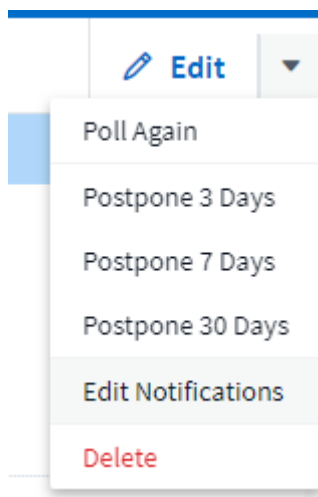 Edit
Poll Again
Postpone 3 Days
Postpone 7 Days
Postpone 30 Days
Edit Notifications
Delete